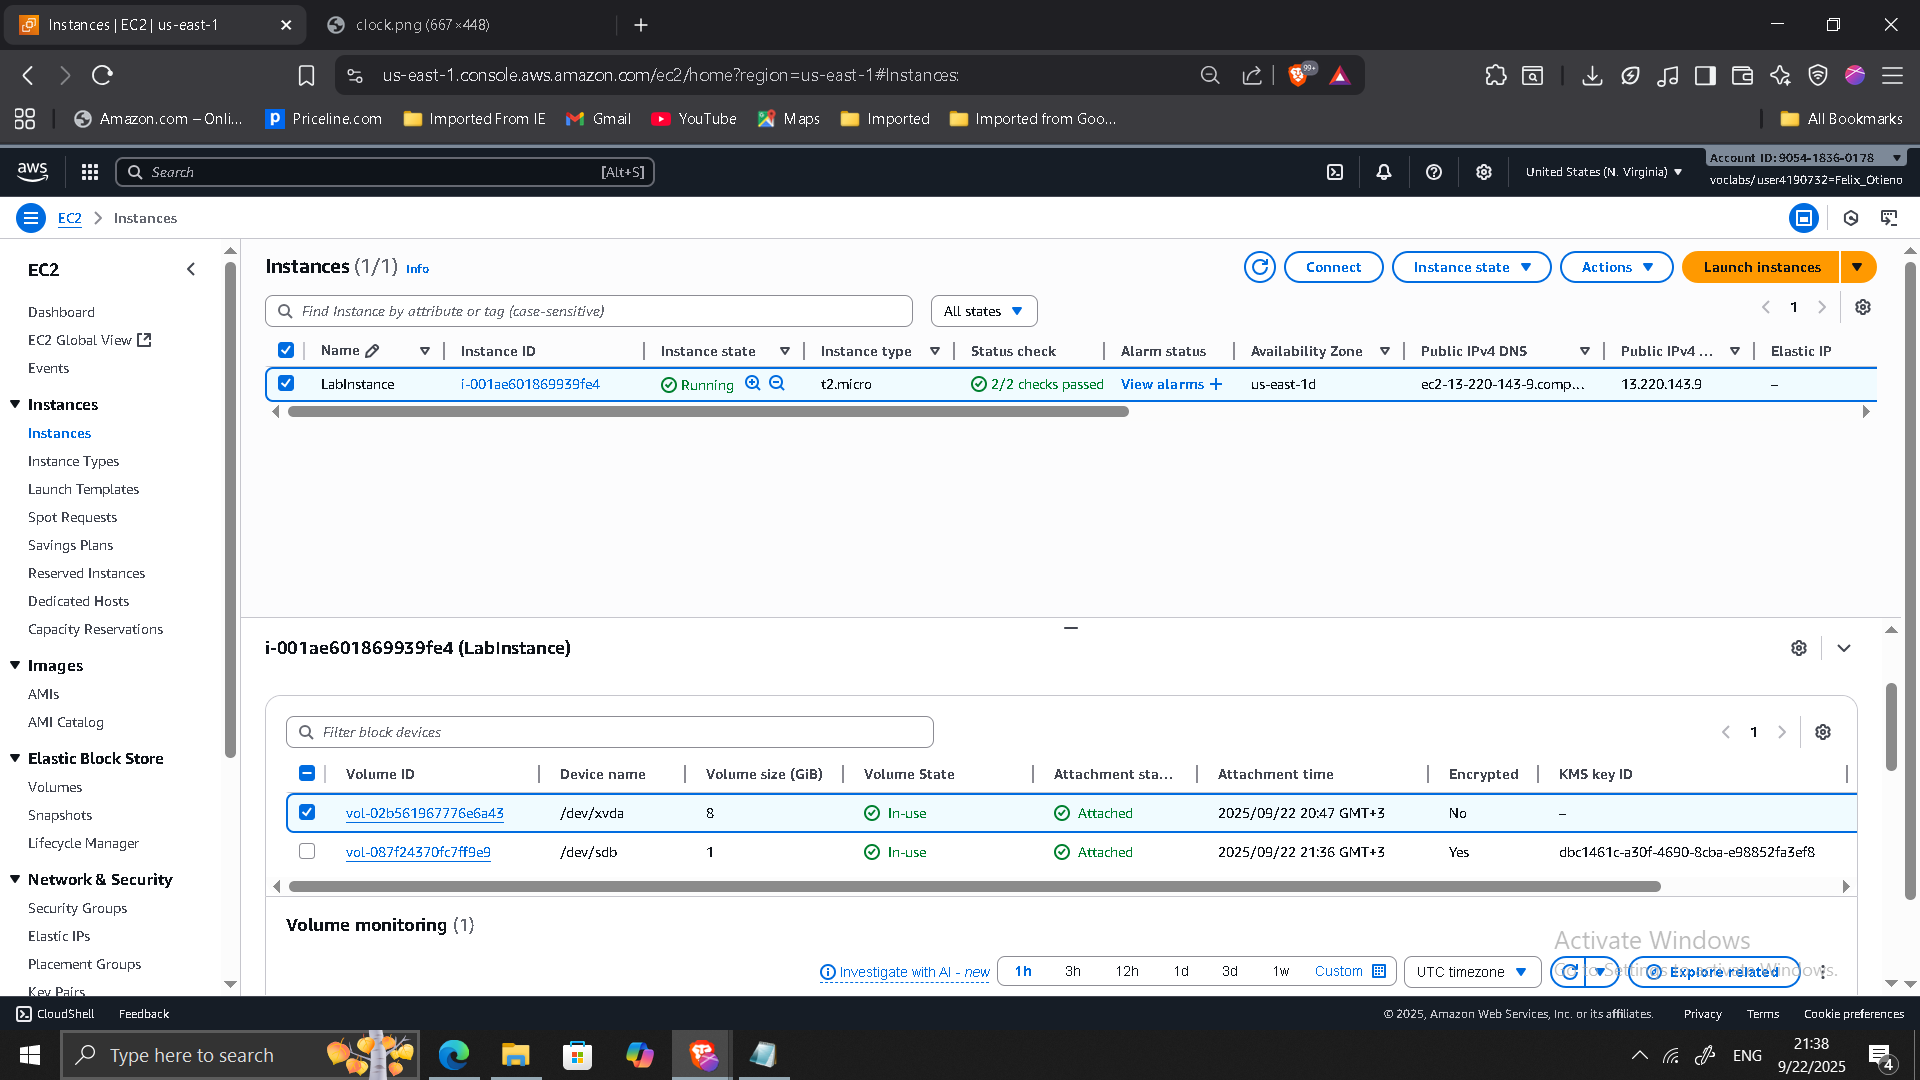 Instances | EC2 | us-east-1
clock.png (667×448)
us-east-1.console.aws.amazon.com/ec2/home?region=us-east-1#Instances:
99+
Amazon.com – Onli...
Priceline.com
Imported From IE
Gmail
YouTube
Maps
Imported
Imported from Goo...
All Bookmarks
aws
Search
[Alt+S]
United States (N. Virginia)
Account ID: 9054-1836-0178
voclabs/user4190732=Felix_Otieno
EC2
Instances
EC2
Dashboard
EC2 Global View
Events
Instances
Instances
Instance Types
Launch Templates
Spot Requests
Savings Plans
Reserved Instances
Dedicated Hosts
Capacity Reservations
Images
AMIs
AMI Catalog
Elastic Block Store
Volumes
Snapshots
Lifecycle Manager
Network & Security
Security Groups
Elastic IPs
Placement Groups
Key Pairs
Instances (1/1) Info
Connect
Instance state
Actions
Launch instances
Find Instance by attribute or tag (case-sensitive)
All states
1
Name Instance ID Instance state Instance type Status check Alarm status Availability Zone Public IPv4 DNS Public IPv4 ... Elastic IP
LabInstance i-001ae601869939fe4 Running t2.micro 2/2 checks passed View alarms + us-east-1d ec2-13-220-143-9.comp... 13.220.143.9 –
i-001ae601869939fe4 (LabInstance)
Filter block devices
1
Volume ID Device name Volume size (GiB) Volume State Attachment sta... Attachment time Encrypted KMS key ID
vol-02b561967776e6a43 /dev/xvda 8 In-use Attached 2025/09/22 20:47 GMT+3 No –
vol-087f24370fc7ff9e9 /dev/sdb 1 In-use Attached 2025/09/22 21:36 GMT+3 Yes dbc1461c-a30f-4690-8cba-e98852fa3ef8
Volume monitoring (1)
Activate Windows
Go to Settings to activate Windows.
Investigate with AI - new
1h 3h 12h 1d 3d 1w Custom
UTC timezone
Explore related
CloudShell
Feedback
© 2025, Amazon Web Services, Inc. or its affiliates.
Privacy
Terms
Cookie preferences
Type here to search
ENG
21:38
9/22/2025
4